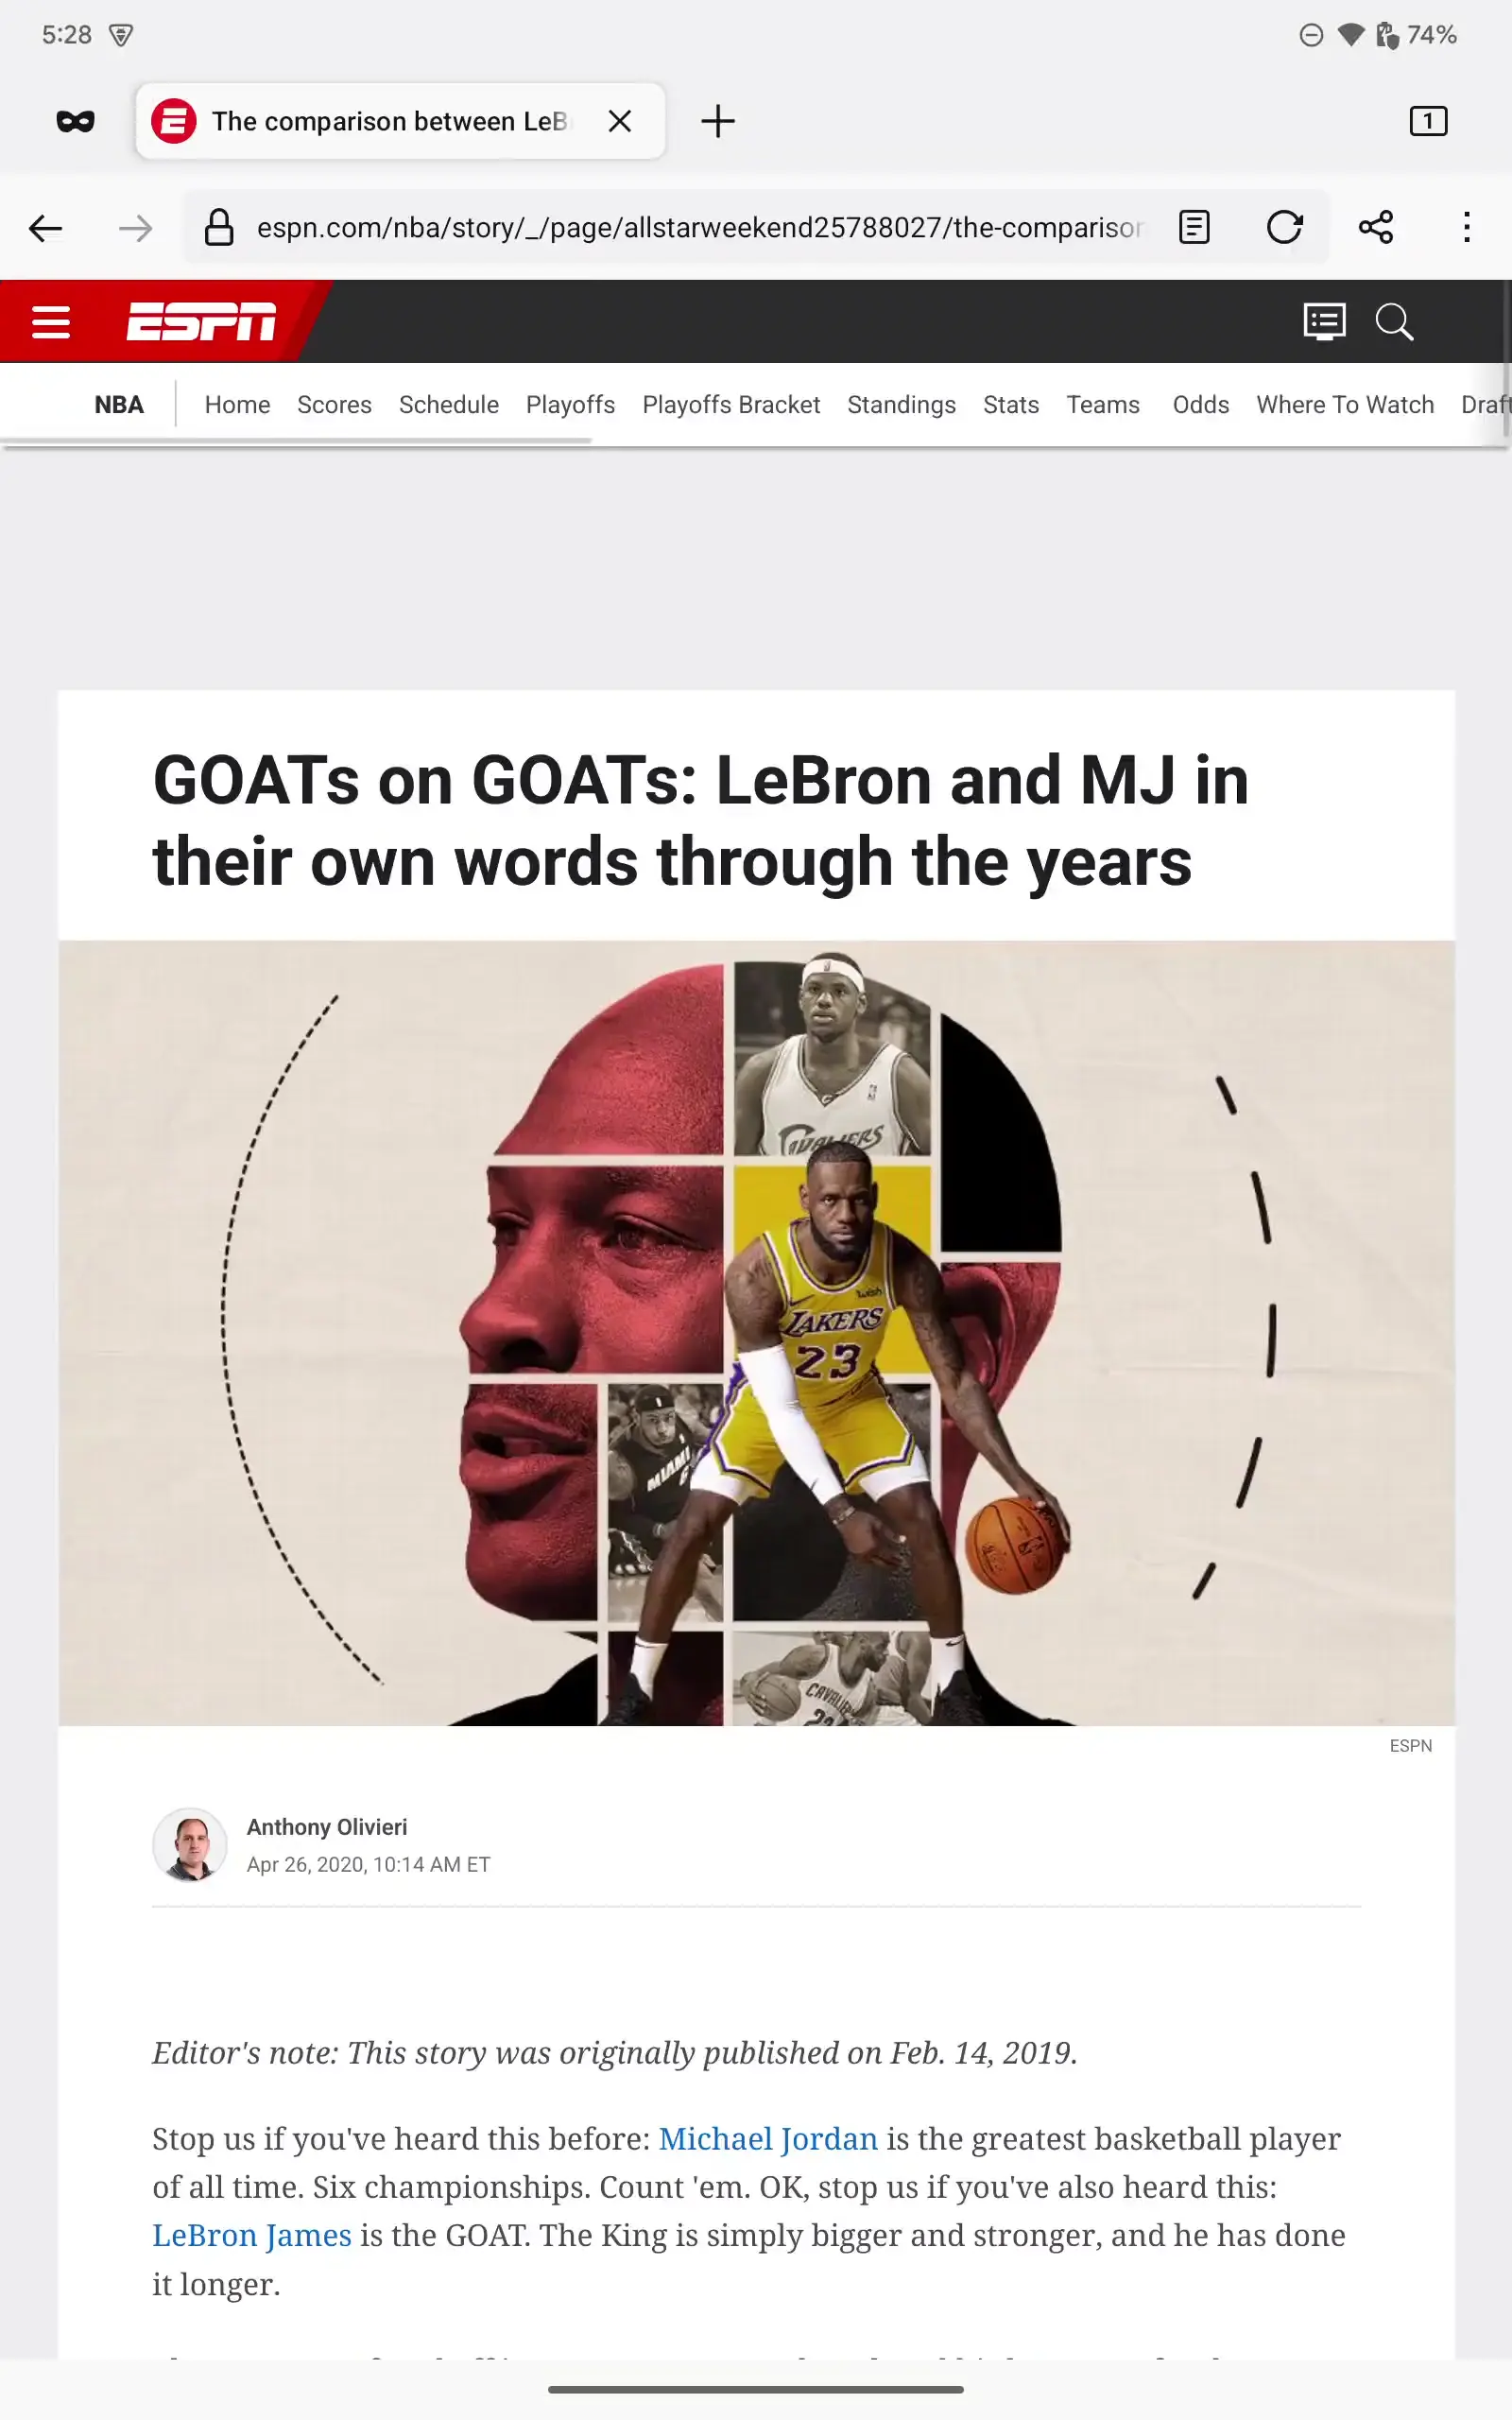 5:28
74%
The comparison between LeB
1
espn.com/nba/story/_/page/allstarweekend25788027/the-comparison
ESPN
NBA Home Scores Schedule Playoffs Playoffs Bracket Standings Stats Teams Odds Where To Watch Draft
GOATs on GOATs: LeBron and MJ in
their own words through the years
CAVALIERS
wish
LAKERS
23
MIAMI
CAVALIERS
23
ESPN
Anthony Olivieri
Apr 26, 2020, 10:14 AM ET
Editor's note: This story was originally published on Feb. 14, 2019.
Stop us if you've heard this before: Michael Jordan is the greatest basketball player
of all time. Six championships. Count 'em. OK, stop us if you've also heard this:
LeBron James is the GOAT. The King is simply bigger and stronger, and he has done
it longer.